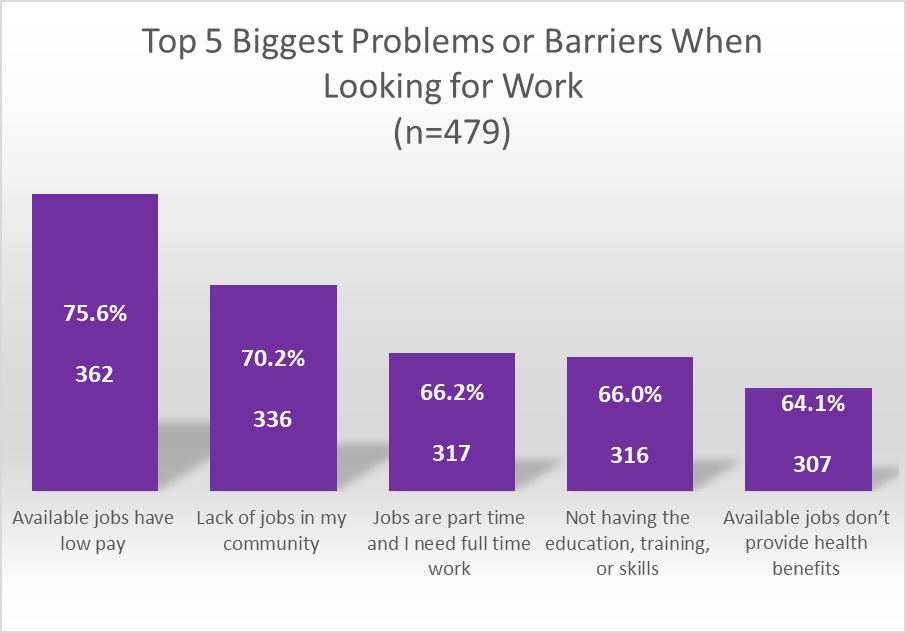 Top 5 Biggest Problems or Barriers When
Looking for Work
(n=479)
75.6%
362
70.2%
336
66.2%
317
66.0%
316
64.1%
307
Available jobs have
low pay
Lack of jobs in my
community
Jobs are part time
and I need full time
work
Not having the
education, training,
or skills
Available jobs don’t
provide health
benefits